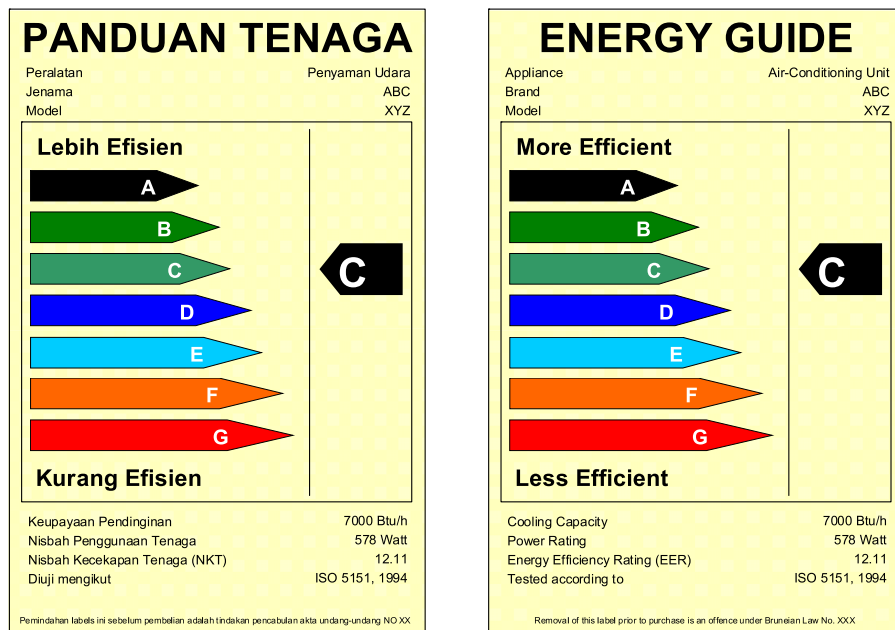 PANDUAN TENAGA
Peralatan Penyaman Udara
Jenama ABC
Model XYZ
Lebih Efisien
A
B
C
C
D
E
F
G
Kurang Efisien
Keupayaan Pendinginan 7000 Btu/h
Nisbah Penggunaan Tenaga 578 Watt
Nisbah Kecekapan Tenaga (NKT) 12.11
Diuji mengikut ISO 5151, 1994
Pemindahan labels ini sebelum pembelian adalah tindakan pencabulan akta undang-undang NO XX
ENERGY GUIDE
Appliance Air-Conditioning Unit
Brand ABC
Model XYZ
More Efficient
A
B
C
C
D
E
F
G
Less Efficient
Cooling Capacity 7000 Btu/h
Power Rating 578 Watt
Energy Efficiency Rating (EER) 12.11
Tested according to ISO 5151, 1994
Removal of this label prior to purchase is an offence under Bruneian Law No. XXX